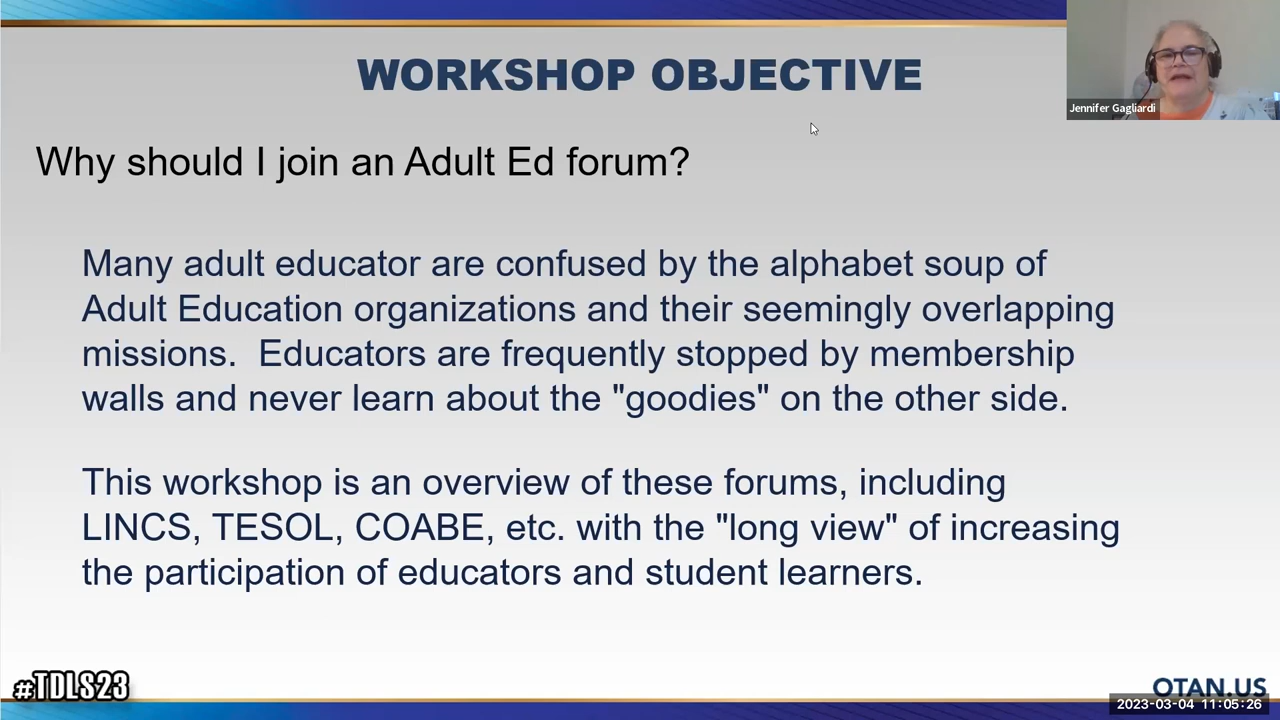 WORKSHOP OBJECTIVE
Jennifer Gagliardi
Why should I join an Adult Ed forum?
Many adult educator are confused by the alphabet soup of
Adult Education organizations and their seemingly overlapping
missions.  Educators are frequently stopped by membership
walls and never learn about the "goodies" on the other side.
This workshop is an overview of these forums, including
LINCS, TESOL, COABE, etc. with the "long view" of increasing
the participation of educators and student learners.
#TDLS23
OTAN.US
2023-03-04 11:05:26